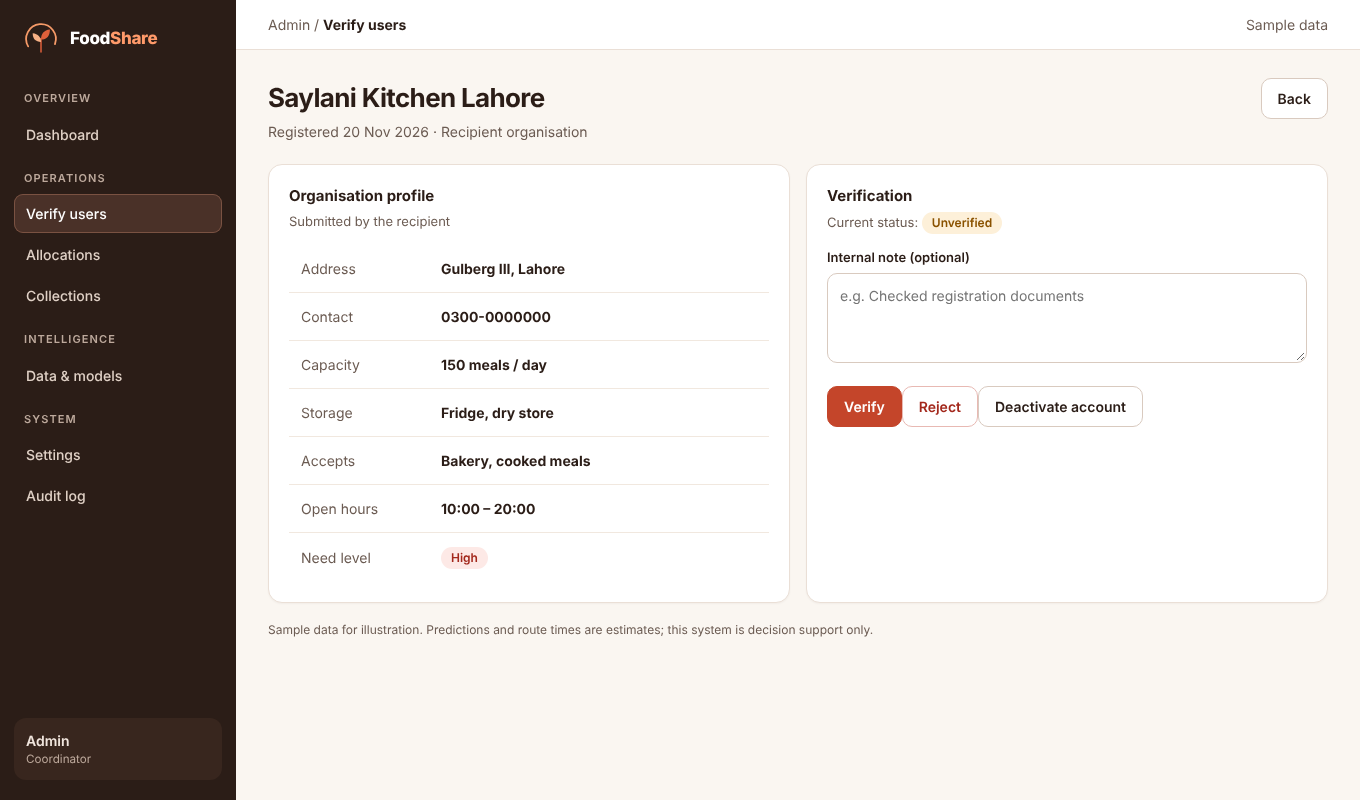 FoodShare
OVERVIEW
Dashboard
OPERATIONS
Verify users
Allocations
Collections
INTELLIGENCE
Data & models
SYSTEM
Settings
Audit log
Admin
Coordinator
Admin / Verify users
Sample data
Saylani Kitchen Lahore
Registered 20 Nov 2026 · Recipient organisation
Back
Organisation profile
Submitted by the recipient
Address Gulberg III, Lahore
Contact 0300-0000000
Capacity 150 meals / day
Storage Fridge, dry store
Accepts Bakery, cooked meals
Open hours 10:00 – 20:00
Need level High
Verification
Current status: Unverified
Internal note (optional)
e.g. Checked registration documents
Verify Reject Deactivate account
Sample data for illustration. Predictions and route times are estimates; this system is decision support only.